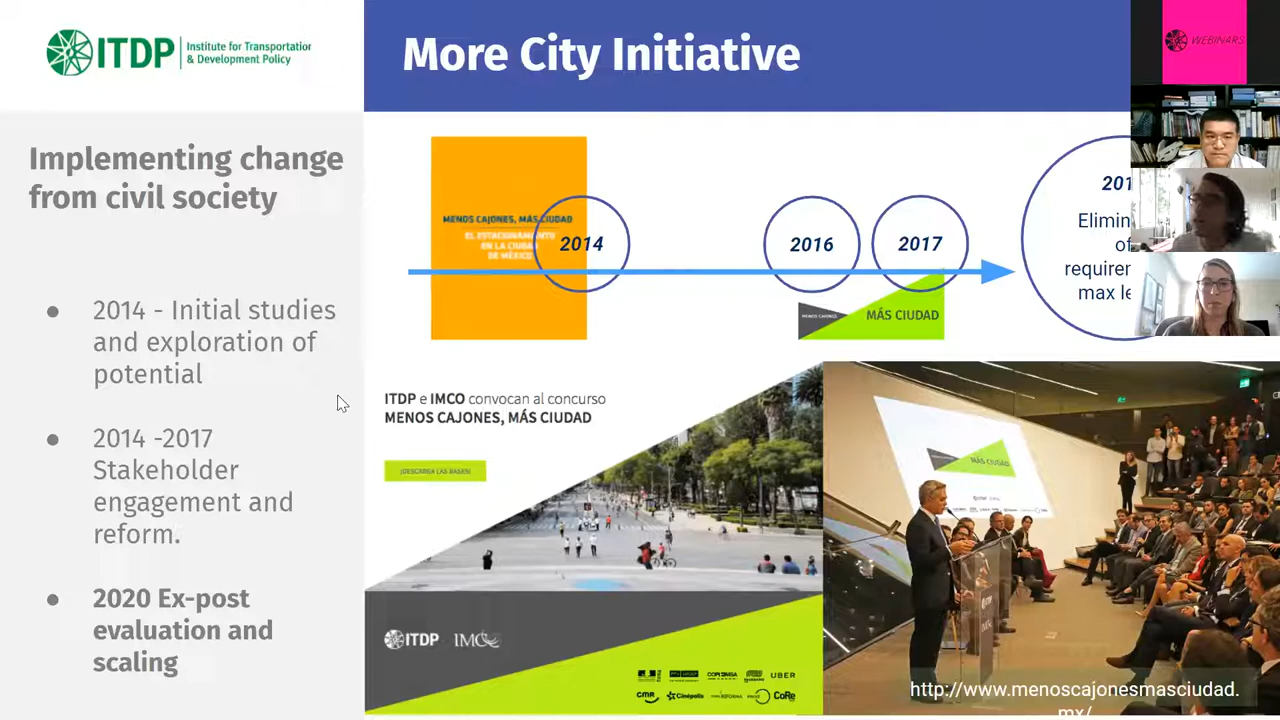 ITDP
Institute for Transportation
& Development Policy
More City Initiative
WEBINARS
Implementing change
from civil society
● 2014 - Initial studies
and exploration of
potential
● 2014 -2017
Stakeholder
engagement and
reform.
● 2020 Ex-post
evaluation and
scaling
MENOS CAJONES, MÁS CIUDAD
EL ESTACIONAMIENTO
EN LA CIUDAD
DE MÉXICO
2014
2016
2017
MENOS CAJONES
MÁS CIUDAD
201
Elimin
of
requirer
max le
ITDP e IMCO convocan al concurso
MENOS CAJONES, MÁS CIUDAD
¡DESCARGA LAS BASES!
ITDP
IMCO
UBER
CMR
Cinépolis
CoRe
MÁS CIUDAD
ITDP
http://www.menoscajonesmasciudad.
mx/